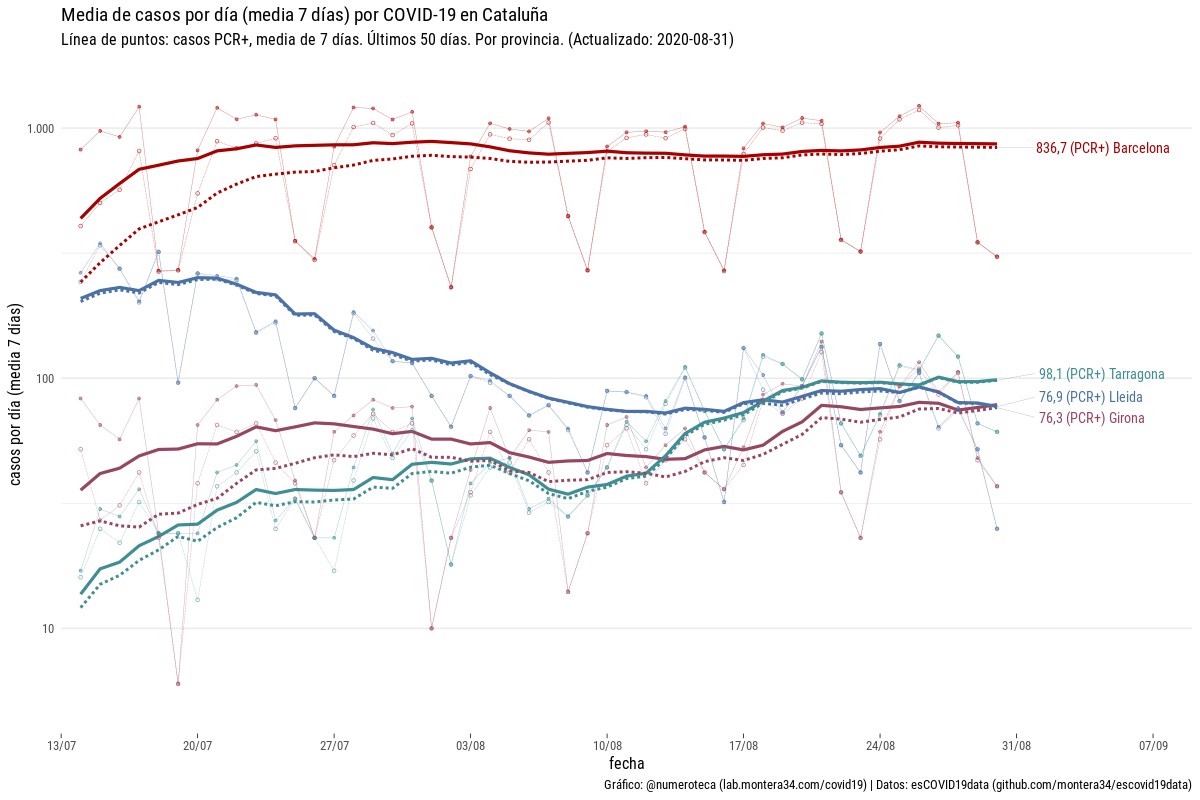 Media de casos por día (media 7 días) por COVID-19 en Cataluña
Línea de puntos: casos PCR+, media de 7 días. Últimos 50 días. Por provincia. (Actualizado: 2020-08-31)
casos por día (media 7 días)
1.000
100
10
836,7 (PCR+) Barcelona
98,1 (PCR+) Tarragona
76,9 (PCR+) Lleida
76,3 (PCR+) Girona
13/07 20/07 27/07 03/08 10/08 17/08 24/08 31/08 07/09
fecha
Gráfico: @numeroteca (lab.montera34.com/covid19) | Datos: esCOVID19data (github.com/montera34/escovid19data)